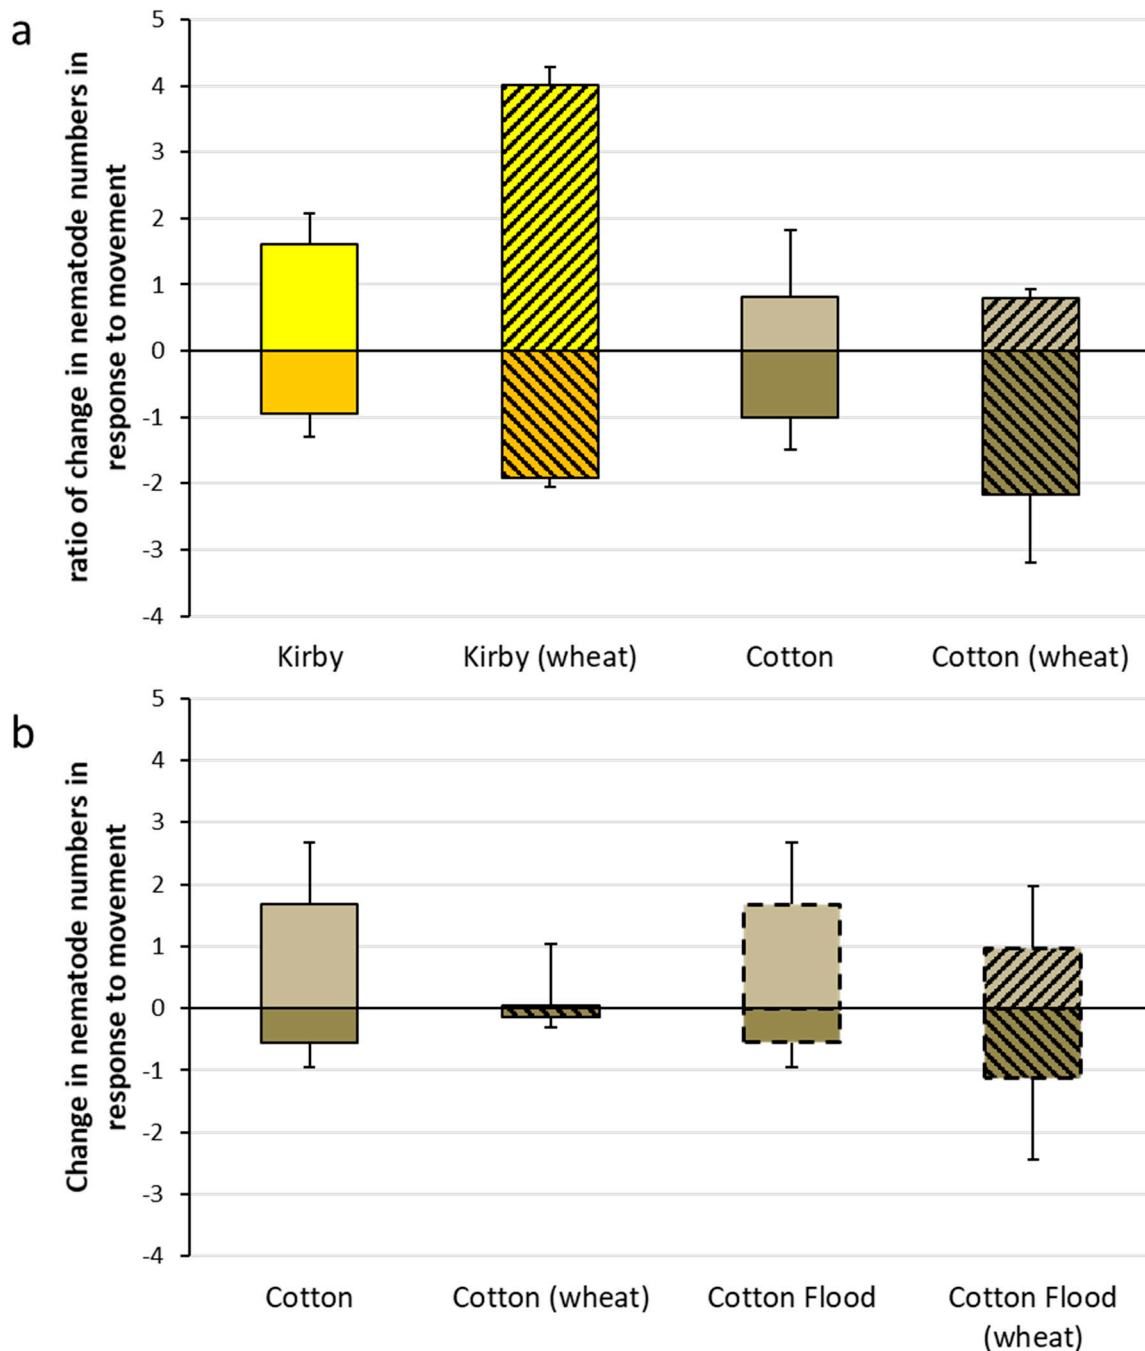 a
ratio of change in nematode numbers in
response to movement
5
4
3
2
1
0
-1
-2
-3
-4
Kirby
Kirby (wheat)
Cotton
Cotton (wheat)
b
Change in nematode numbers in
response to movement
5
4
3
2
1
0
-1
-2
-3
-4
Cotton
Cotton (wheat)
Cotton Flood
Cotton Flood
(wheat)